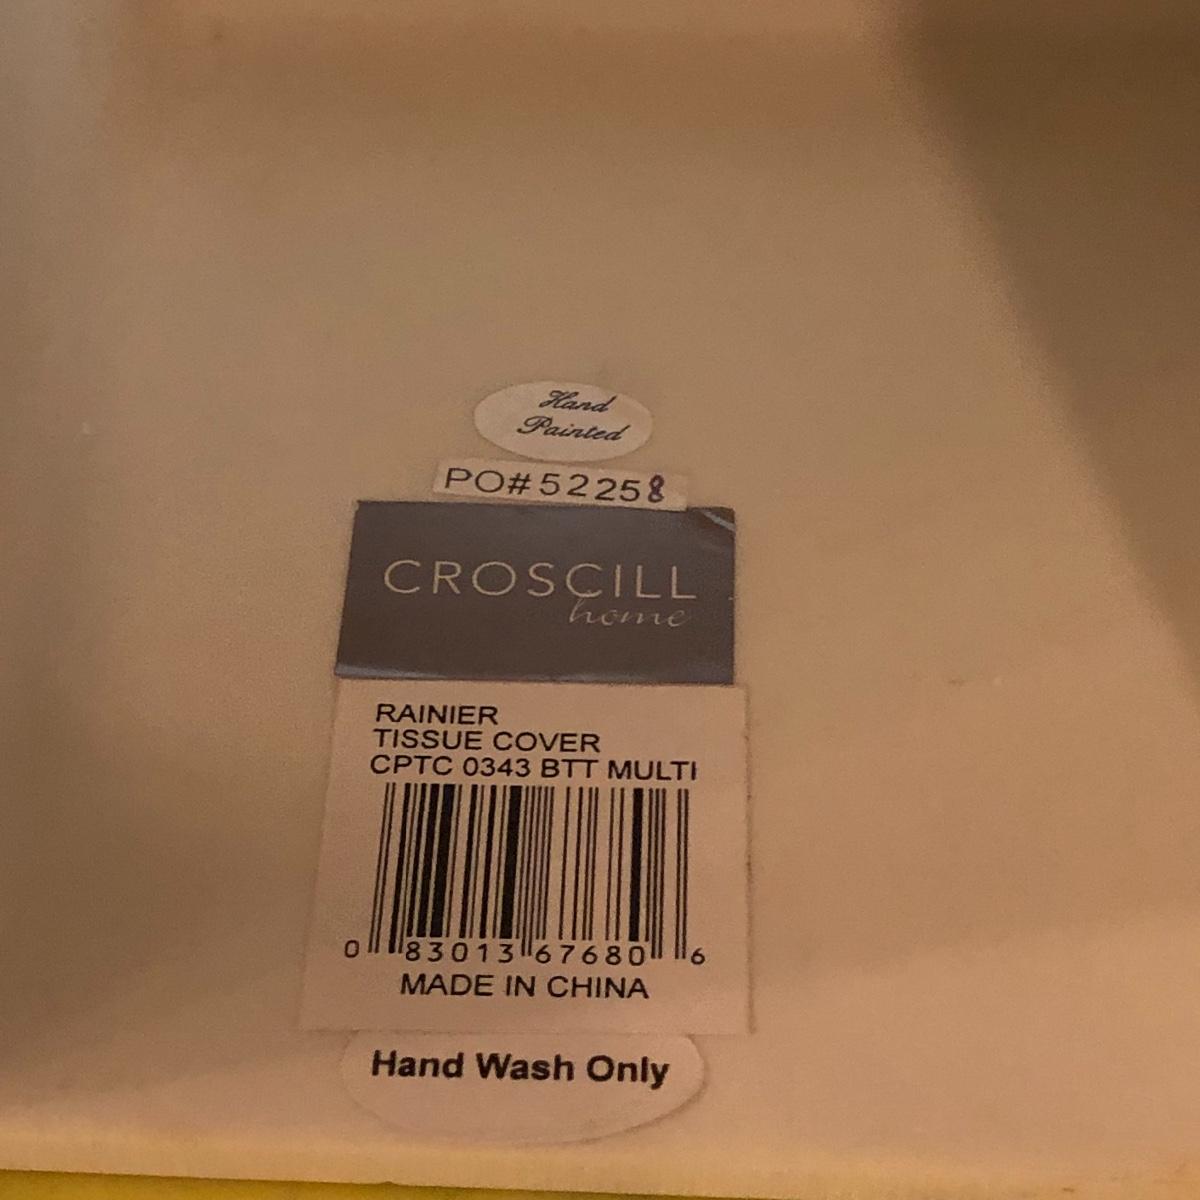 Hand
Painted
PO#52258
CROSCILL
home
RAINIER
TISSUE COVER
CPTC 0343 BTT MULTI
0 83013 67680 6
MADE IN CHINA
Hand Wash Only